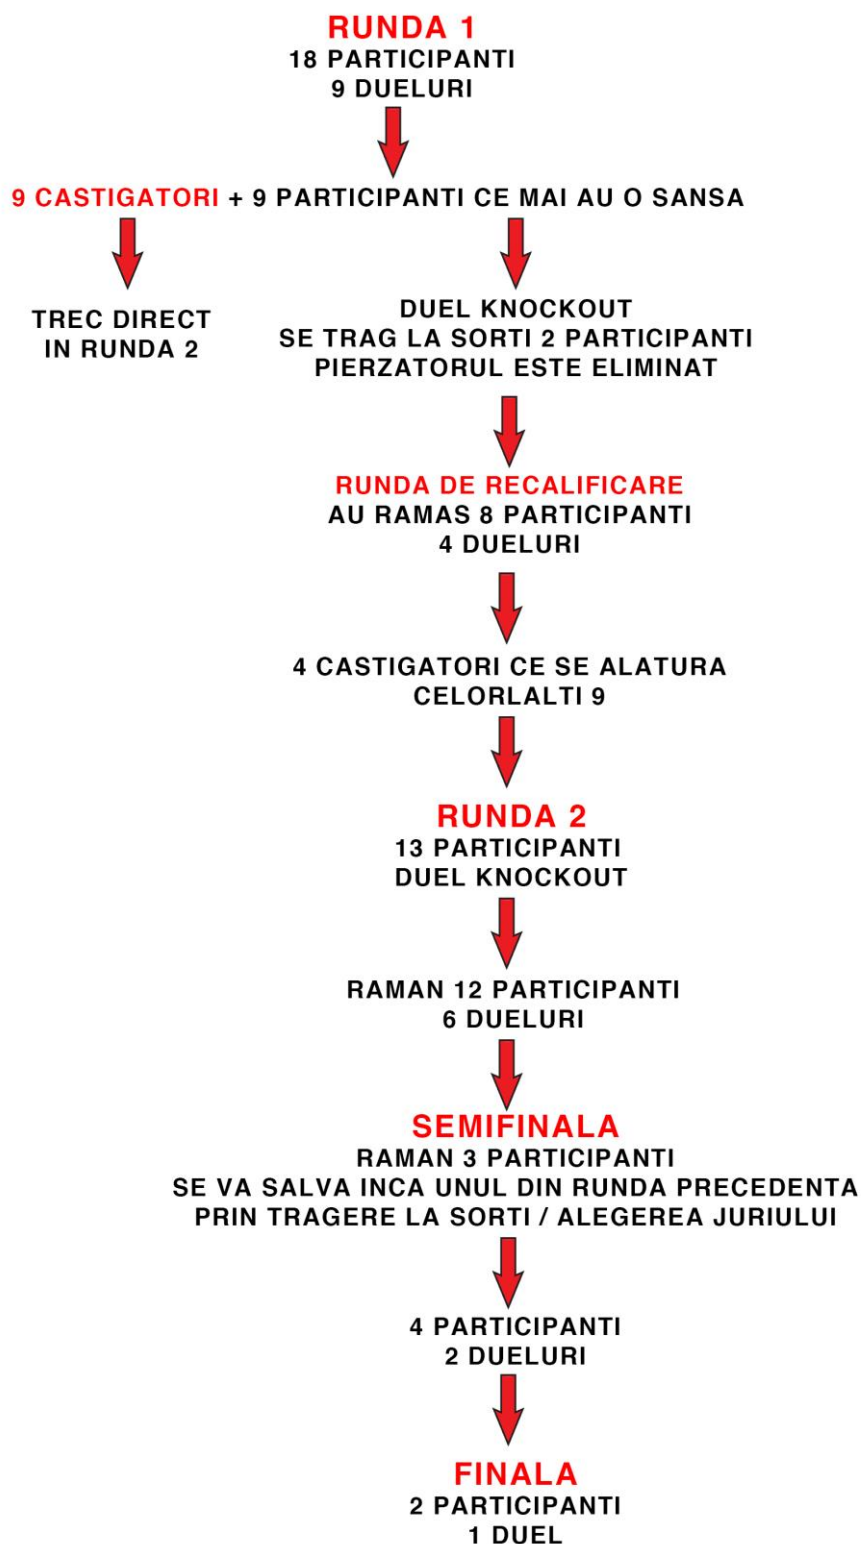 RUNDA 1
18 PARTICIPANTI
9 DUELURI
9 CASTIGATORI + 9 PARTICIPANTI CE MAI AU O SANSA
TREC DIRECT
IN RUNDA 2
DUEL KNOCKOUT
SE TRAG LA SORTI 2 PARTICIPANTI
PIERZATORUL ESTE ELIMINAT
RUNDA DE RECALIFICARE
AU RAMAS 8 PARTICIPANTI
4 DUELURI
4 CASTIGATORI CE SE ALATURA
CELORLALTI 9
RUNDA 2
13 PARTICIPANTI
DUEL KNOCKOUT
RAMAN 12 PARTICIPANTI
6 DUELURI
SEMIFINALA
RAMAN 3 PARTICIPANTI
SE VA SALVA INCA UNUL DIN RUNDA PRECEDENTA
PRIN TRAGERE LA SORTI / ALEGEREA JURIULUI
4 PARTICIPANTI
2 DUELURI
FINALA
2 PARTICIPANTI
1 DUEL